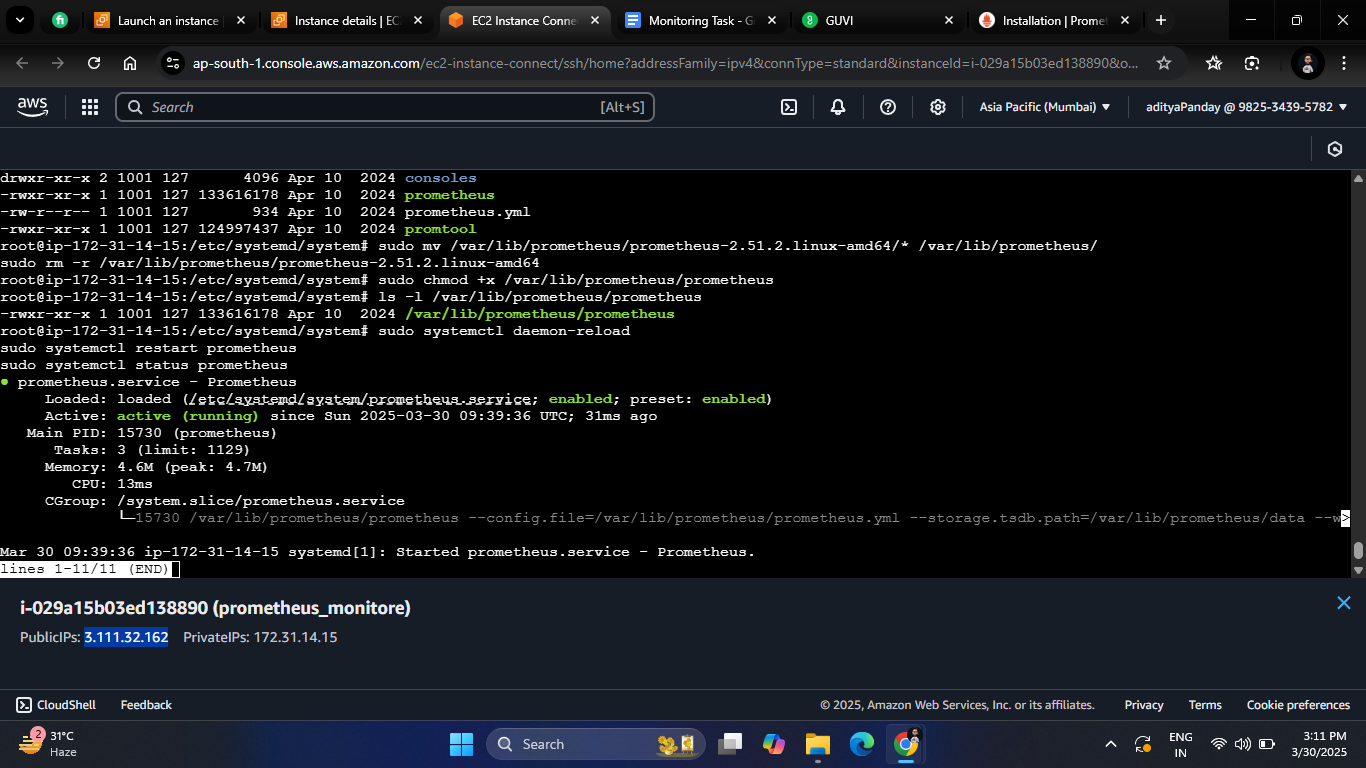 Launch an instance
Instance details | EC
EC2 Instance Conne
Monitoring Task - G
GUVI
Installation | Promet
ap-south-1.console.aws.amazon.com/ec2-instance-connect/ssh/home?addressFamily=ipv4&connType=standard&instanceId=i-029a15b03ed138890&o...
aws
Search [Alt+S]
Asia Pacific (Mumbai)
adityaPanday @ 9825-3439-5782
drwxr-xr-x 2 1001 127 4096 Apr 10 2024 consoles
-rwxr-xr-x 1 1001 127 133616178 Apr 10 2024 prometheus
-rw-r--r-- 1 1001 127 934 Apr 10 2024 prometheus.yml
-rwxr-xr-x 1 1001 127 124997437 Apr 10 2024 promtool
root@ip-172-31-14-15:/etc/systemd/system# sudo mv /var/lib/prometheus/prometheus-2.51.2.linux-amd64/* /var/lib/prometheus/
sudo rm -r /var/lib/prometheus/prometheus-2.51.2.linux-amd64
root@ip-172-31-14-15:/etc/systemd/system# sudo chmod +x /var/lib/prometheus/prometheus
root@ip-172-31-14-15:/etc/systemd/system# ls -l /var/lib/prometheus/prometheus
-rwxr-xr-x 1 1001 127 133616178 Apr 10 2024 /var/lib/prometheus/prometheus
root@ip-172-31-14-15:/etc/systemd/system# sudo systemctl daemon-reload
sudo systemctl restart prometheus
sudo systemctl status prometheus
● prometheus.service - Prometheus
Loaded: loaded (/etc/systemd/system/prometheus.service; enabled; preset: enabled)
Active: active (running) since Sun 2025-03-30 09:39:36 UTC; 31ms ago
Main PID: 15730 (prometheus)
Tasks: 3 (limit: 1129)
Memory: 4.6M (peak: 4.7M)
CPU: 13ms
CGroup: /system.slice/prometheus.service
└─15730 /var/lib/prometheus/prometheus --config.file=/var/lib/prometheus/prometheus.yml --storage.tsdb.path=/var/lib/prometheus/data --w>
Mar 30 09:39:36 ip-172-31-14-15 systemd[1]: Started prometheus.service - Prometheus.
lines 1-11/11 (END)
i-029a15b03ed138890 (prometheus_monitore)
PublicIPs: 3.111.32.162 PrivateIPs: 172.31.14.15
CloudShell Feedback © 2025, Amazon Web Services, Inc. or its affiliates. Privacy Terms Cookie preferences
2
31°C
Haze
Search
ENG
IN
3:11 PM
3/30/2025